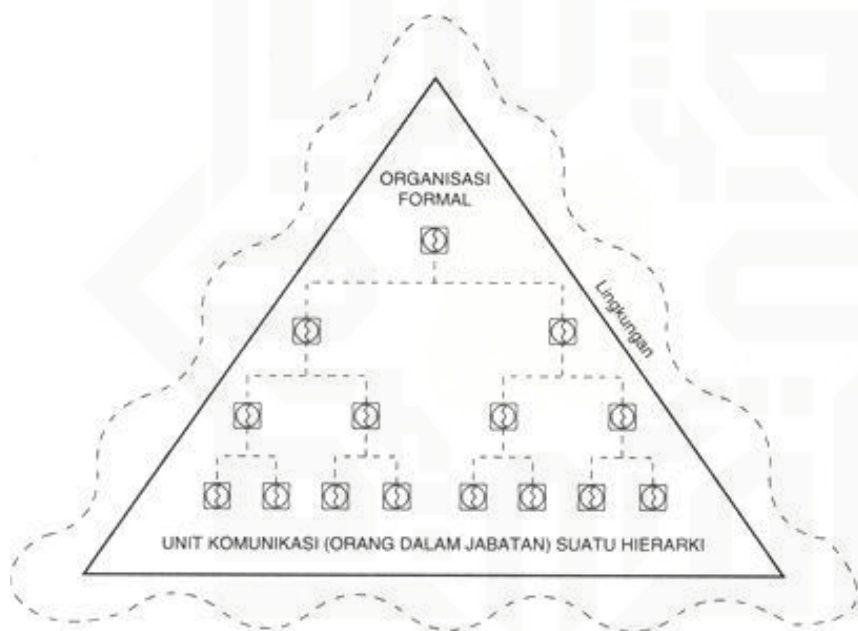 ORGANISASI
FORMAL
Lingkungan
UNIT KOMUNIKASI (ORANG DALAM JABATAN) SUATU HIERARKI